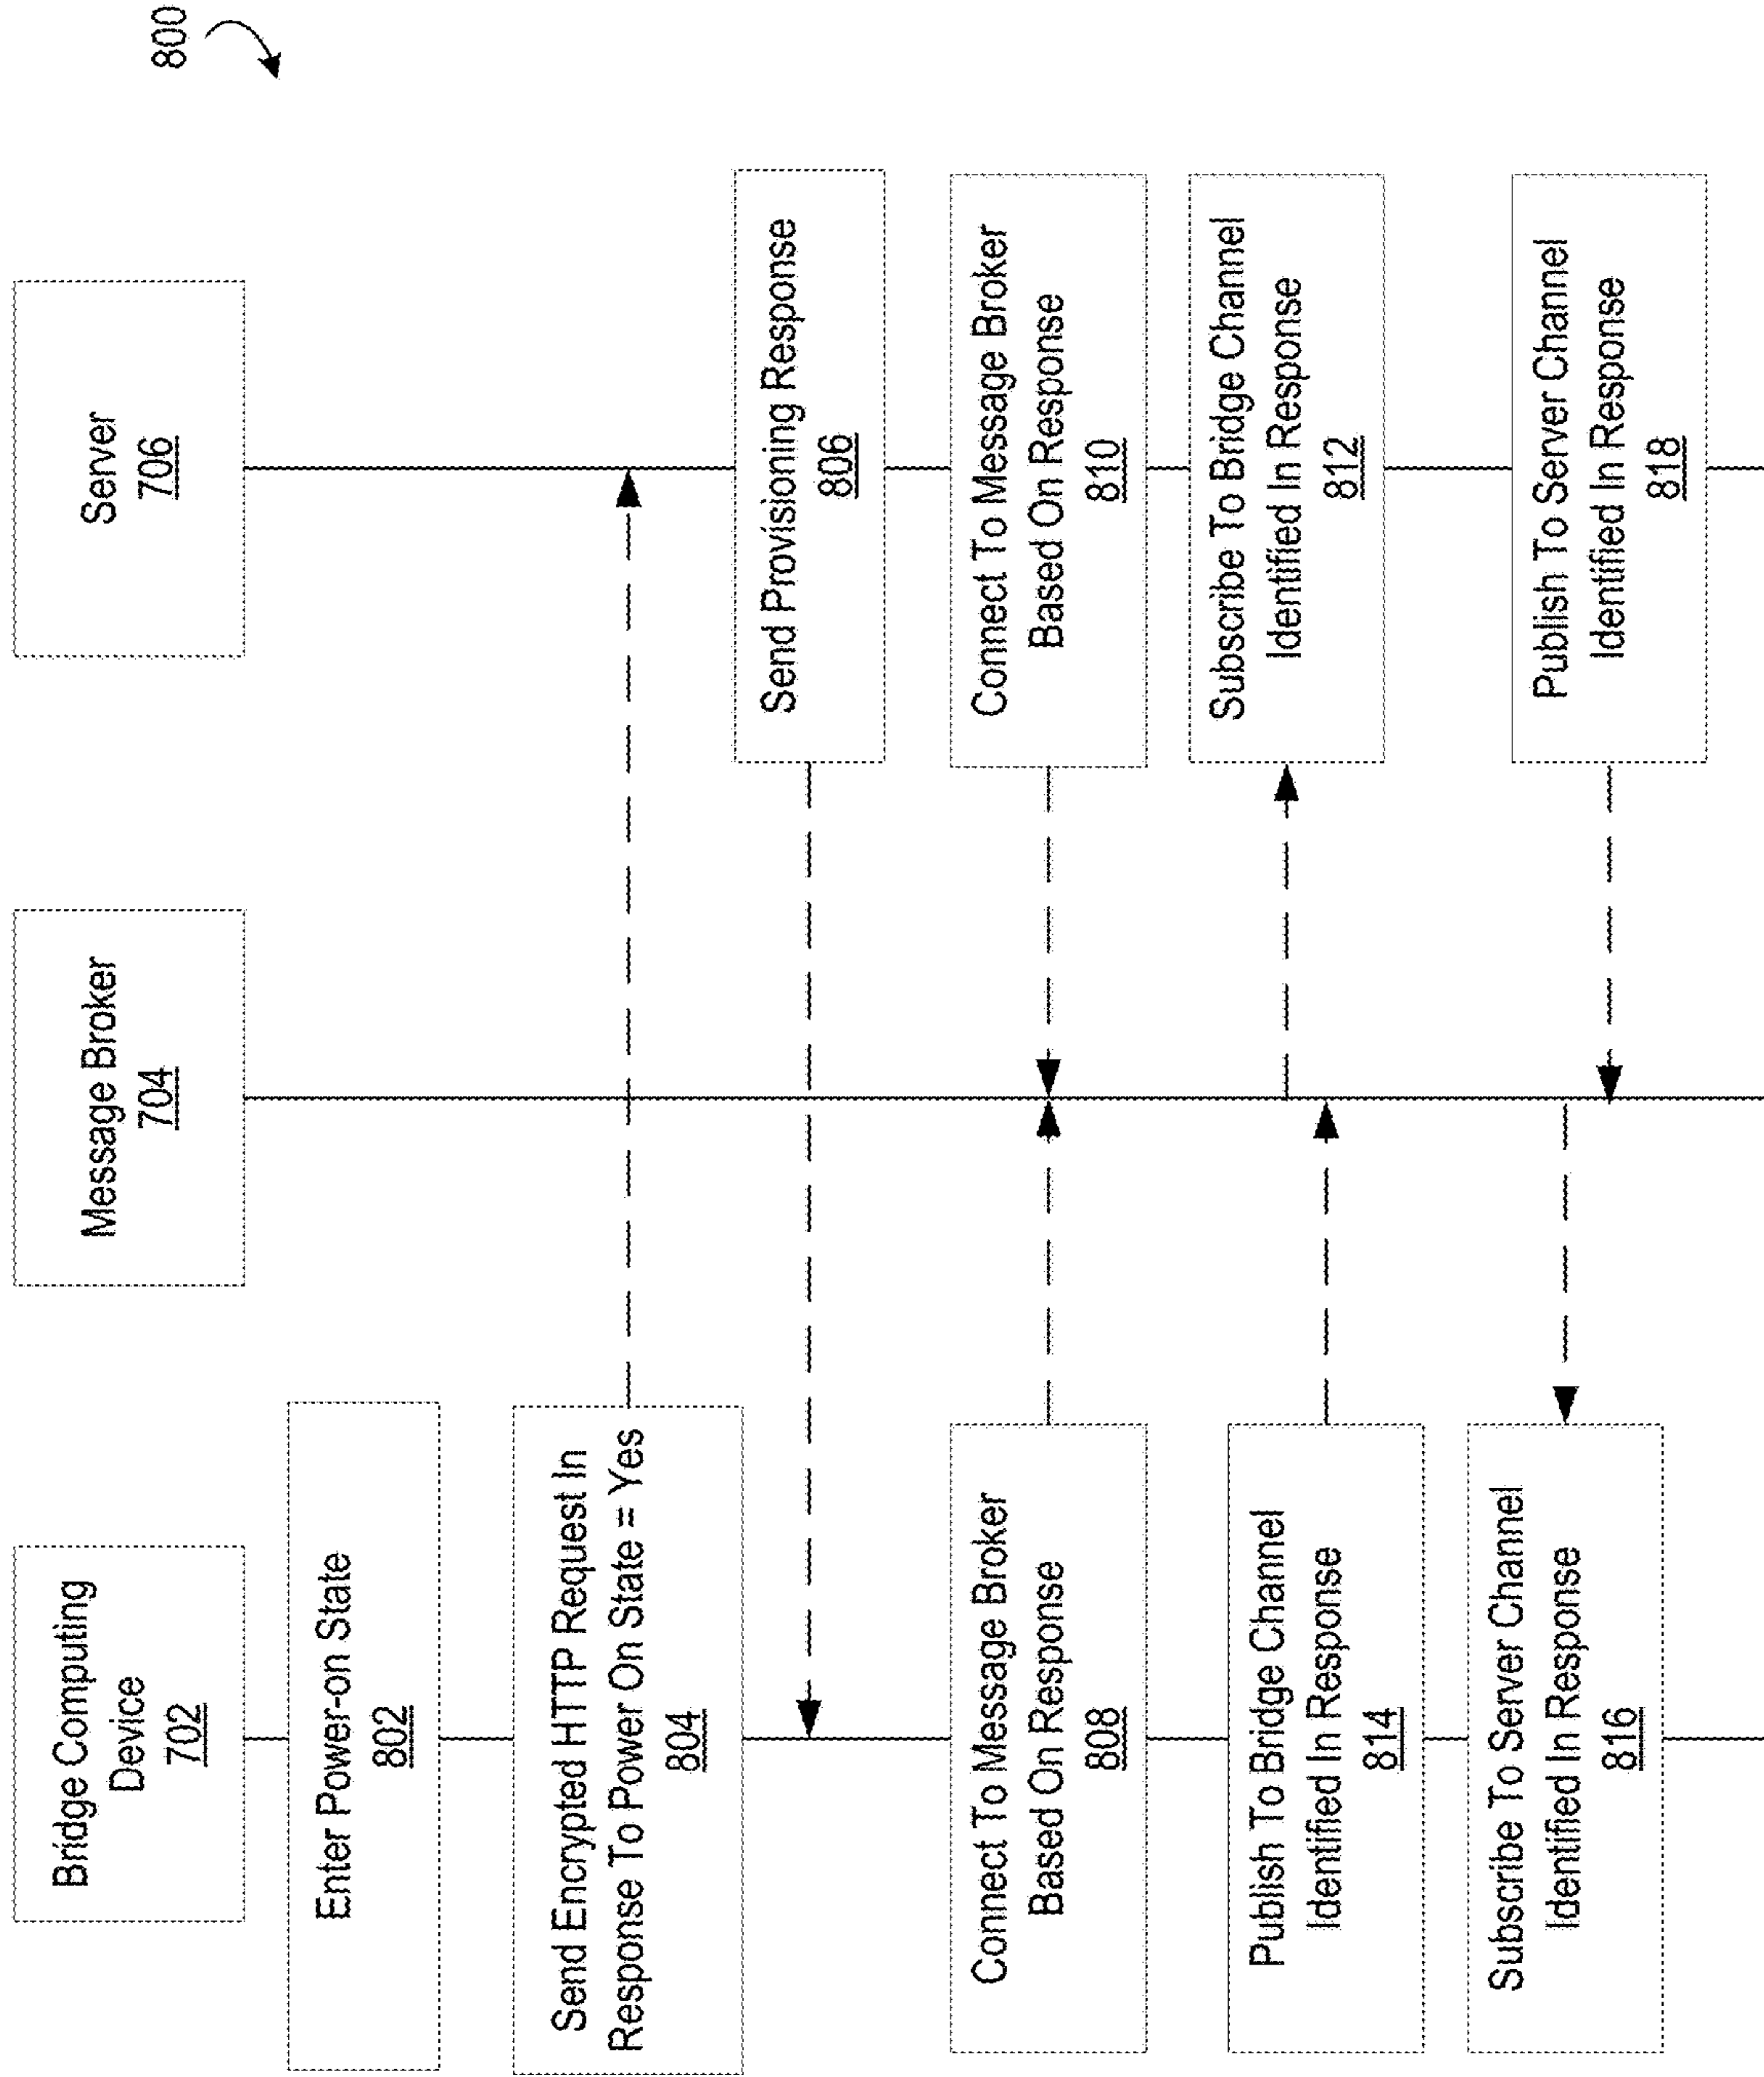 800
Bridge Computing
Device
702
Message Broker
704
Server
706
Enter Power-on State
802
Send Encrypted HTTP Request In
Response To Power On State = Yes
804
Send Provisioning Response
806
Connect To Message Broker
Based On Response
808
Connect To Message Broker
Based On Response
810
Subscribe To Bridge Channel
Identified In Response
812
Publish To Bridge Channel
Identified In Response
814
Subscribe To Server Channel
Identified In Response
816
Publish To Server Channel
Identified In Response
818